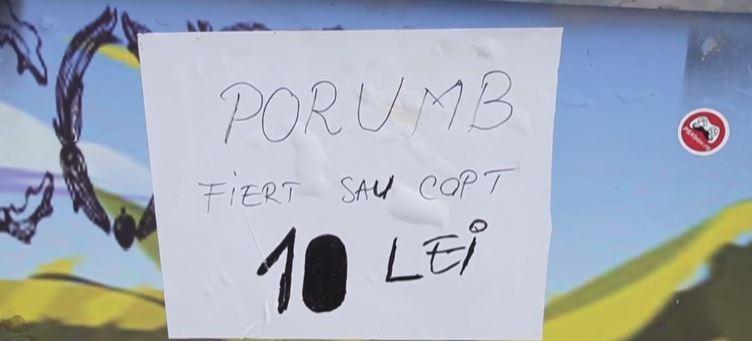 PORUMB
FiERT SAU COPT
10 LEi